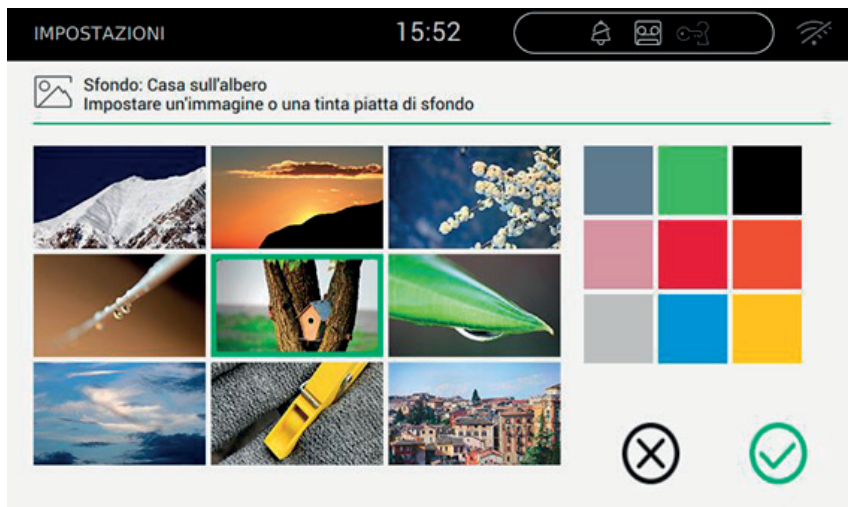 IMPOSTAZIONI
15:52
Sfondo: Casa sull'albero
Impostare un'immagine o una tinta piatta di sfondo